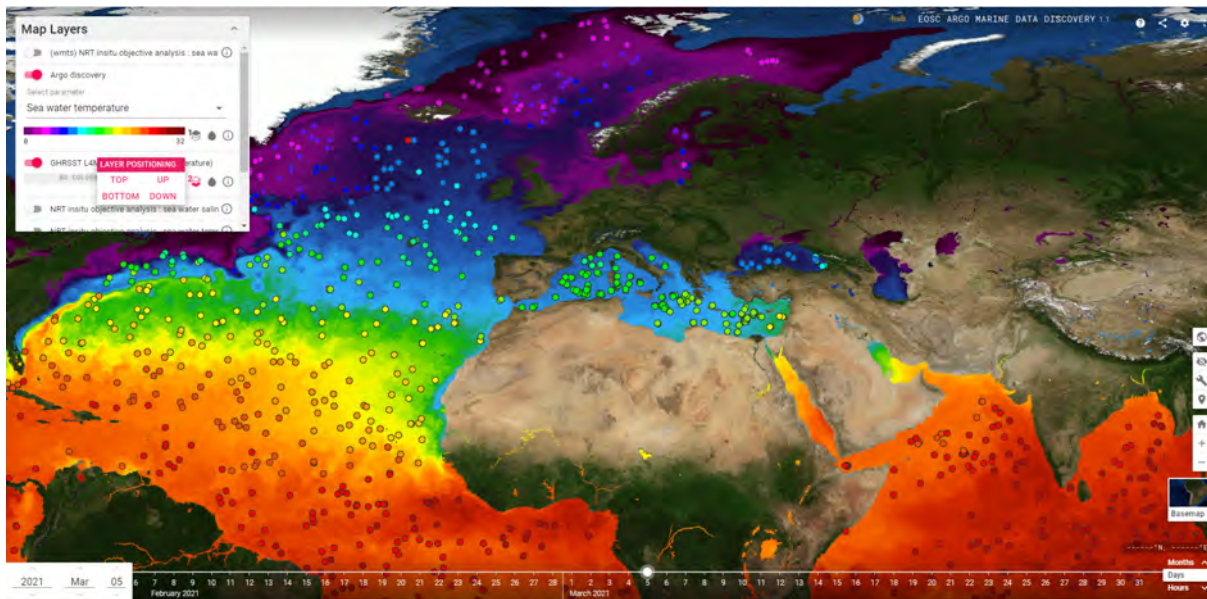 Map Layers
EOSC ARGO MARINE DATA DISCOVERY 1.1
(wmts) NRT insitu objective analysis : sea wa
Argo discovery
Select parameter
Sea water temperature
0
32
1
GHRSST L4M
erature)
LAYER POSITIONING
TOP UP
BOTTOM DOWN
2
NRT insitu objective analysis : sea water salin
Basemap
2021 Mar 05
6 7 8 9 10 11 12 13 14 15 16 17 18 19 20 21 22 23 24 25 26 27 28 1 2 3 4 5 6 7 8 9 10 11 12 13 14 15 16 17 18 19 20 21 22 23 24 25 26 27 28 29 30 31
February 2021
March 2021
Months
Days
Hours